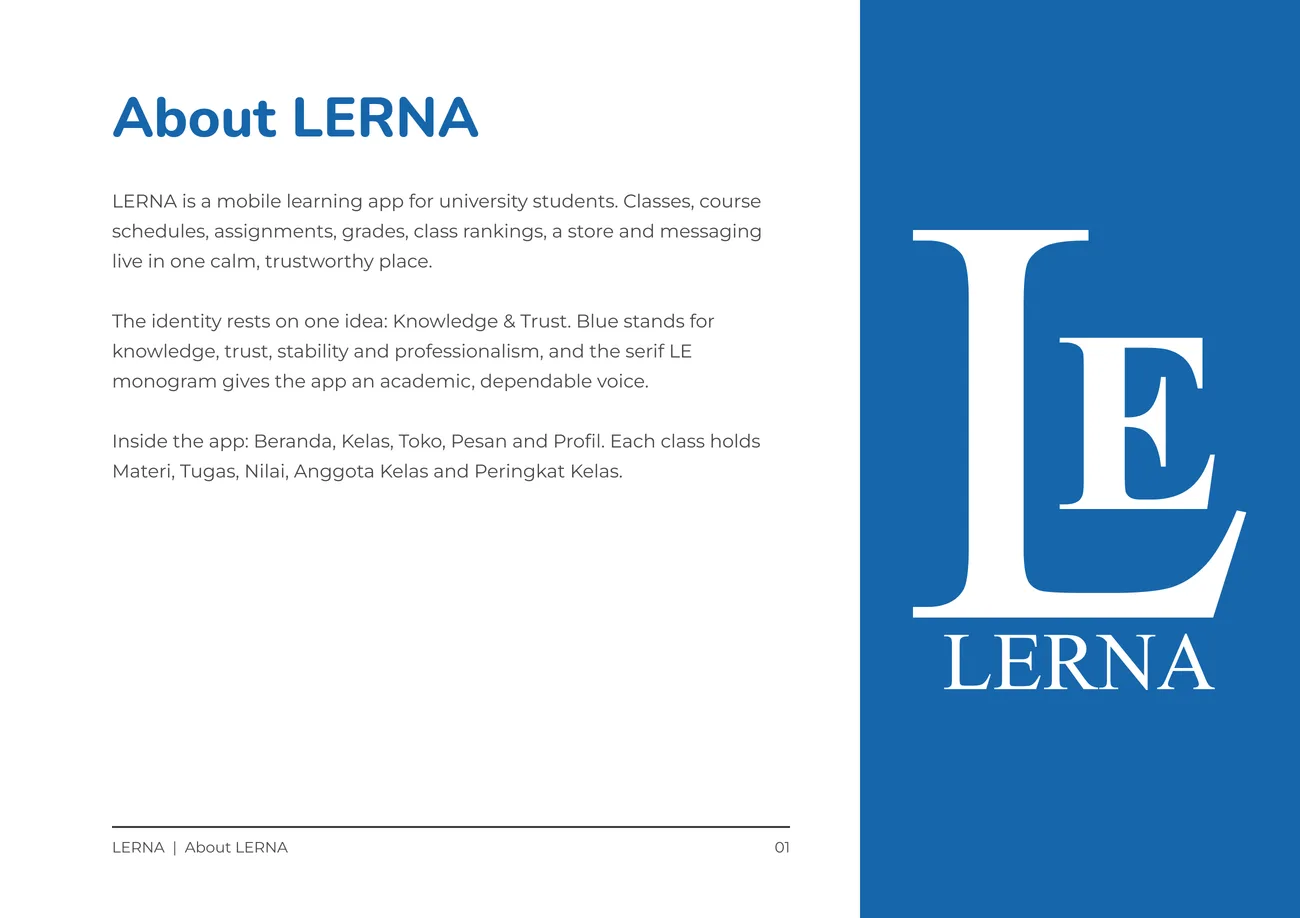 About LERNA
LERNA is a mobile learning app for university students. Classes, course
schedules, assignments, grades, class rankings, a store and messaging
live in one calm, trustworthy place.
The identity rests on one idea: Knowledge & Trust. Blue stands for
knowledge, trust, stability and professionalism, and the serif LE
monogram gives the app an academic, dependable voice.
Inside the app: Beranda, Kelas, Toko, Pesan and Profil. Each class holds
Materi, Tugas, Nilai, Anggota Kelas and Peringkat Kelas.
LERNA | About LERNA
01
LE
LERNA